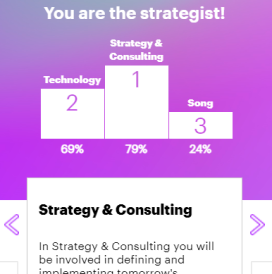 You are the strategist!
Strategy &
Consulting
Technology
1
2
Song
3
69%
79%
24%
Strategy & Consulting
In Strategy & Consulting you will
be involved in defining and
implementing tomorrow's